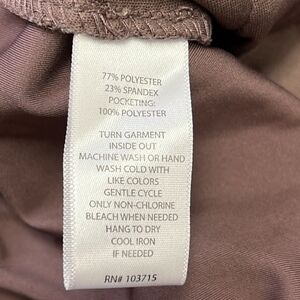 77% POLYESTER
23% SPANDEX
POCKETING:
100% POLYESTER
TURN GARMENT
INSIDE OUT
MACHINE WASH OR HAND
WASH COLD WITH
LIKE COLORS
GENTLE CYCLE
ONLY NON-CHLORINE
BLEACH WHEN NEEDED
HANG TO DRY
COOL IRON
IF NEEDED
RN# 103715